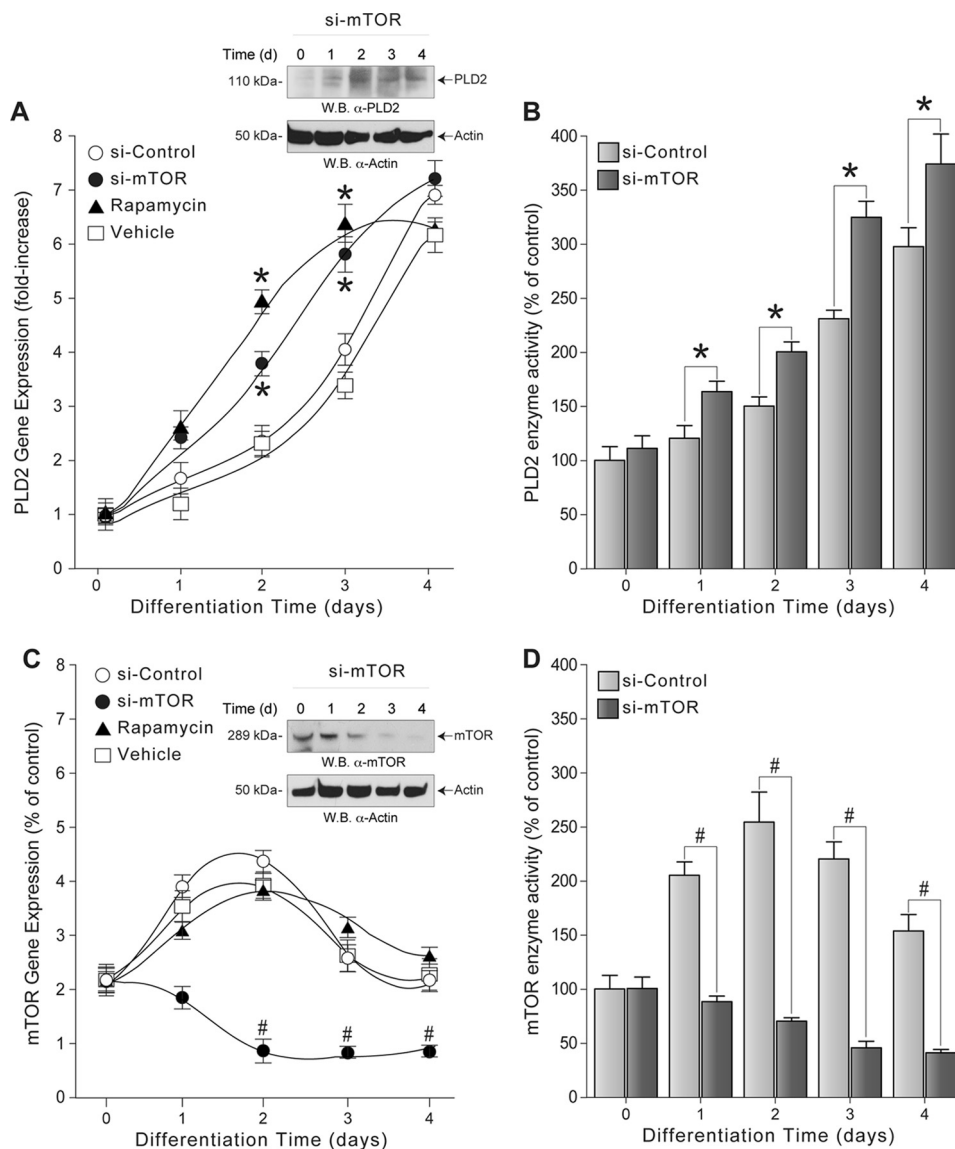 si-mTOR
Time (d) 0 1 2 3 4
110 kDa- PLD2
W.B. α-PLD2
50 kDa- Actin
W.B. α-Actin
A
si-Control
si-mTOR
Rapamycin
Vehicle
PLD2 Gene Expression (fold-increase)
8
7
6
5
4
3
2
1
0
* *
* *
0 1 2 3 4
Differentiation Time (days)
B
si-Control
si-mTOR
PLD2 enzyme activity (% of control)
400
350
300
250
200
150
100
50
0
* * * *
0 1 2 3 4
Differentiation Time (days)
C
si-Control
si-mTOR
Rapamycin
Vehicle
si-mTOR
Time (d) 0 1 2 3 4
289 kDa- mTOR
W.B. α-mTOR
50 kDa- Actin
W.B. α-Actin
mTOR Gene Expression (% of control)
8
7
6
5
4
3
2
1
0
# # #
0 1 2 3 4
Differentiation Time (days)
D
si-Control
si-mTOR
mTOR enzyme activity (% of control)
400
350
300
250
200
150
100
50
0
# # # #
0 1 2 3 4
Differentiation Time (days)